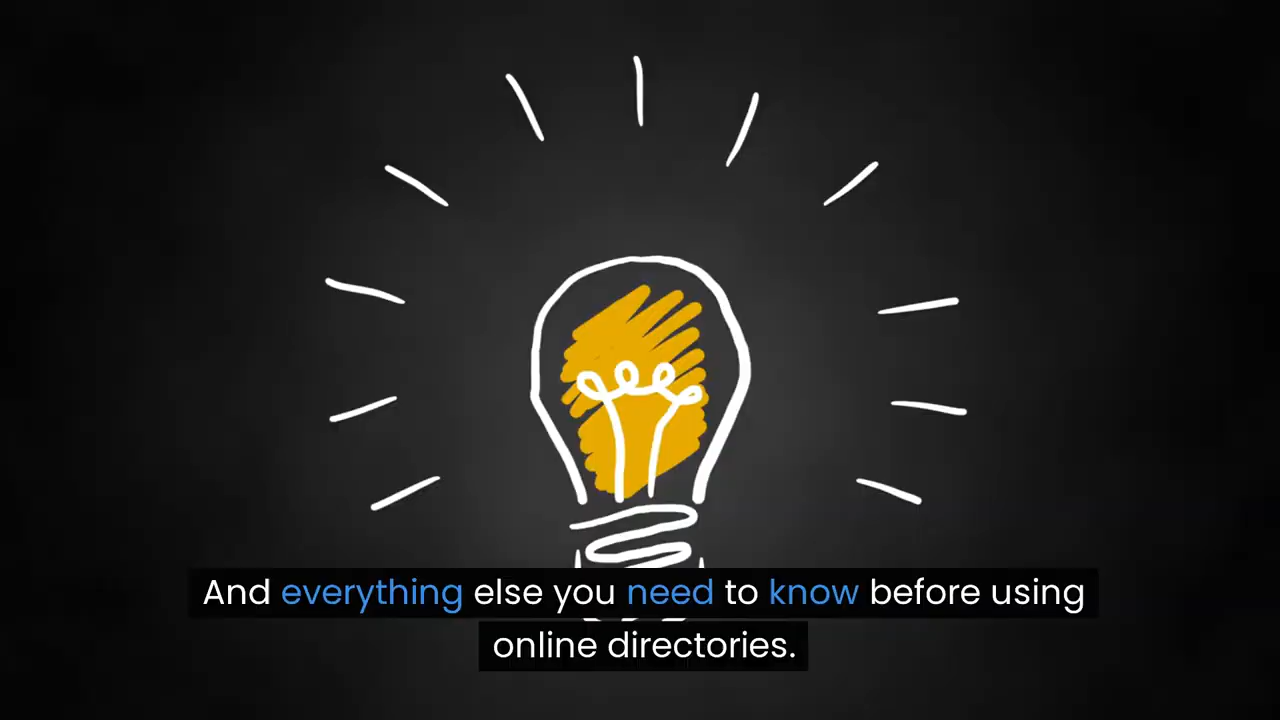 And everything else you need to know before using
online directories.